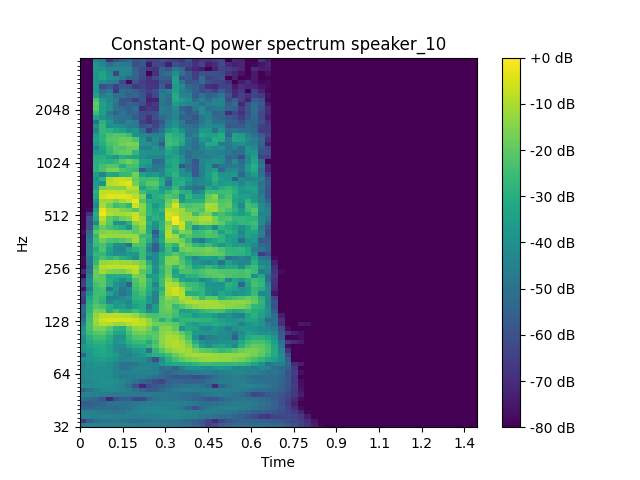 Constant-Q power spectrum speaker_10
Hz
2048
1024
512
256
128
64
32
0 0.15 0.3 0.45 0.6 0.75 0.9 1.1 1.2 1.4
Time
+0 dB
-10 dB
-20 dB
-30 dB
-40 dB
-50 dB
-60 dB
-70 dB
-80 dB